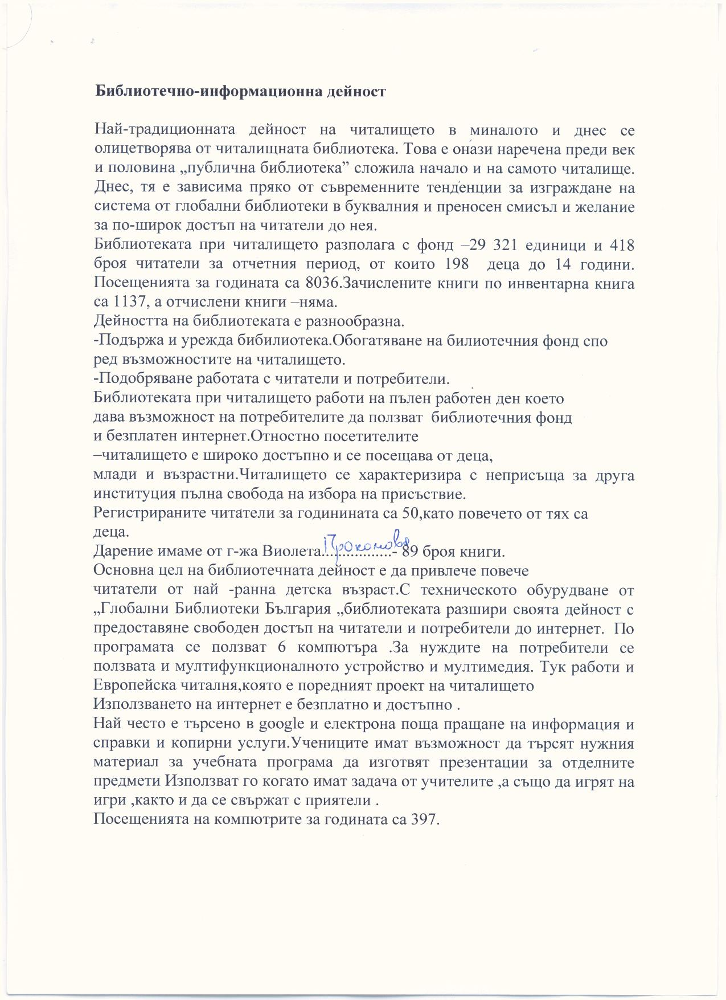 Библиотечно-информационна дейност
Най-традиционната дейност на читалището в миналото и днес се
олицетворява от читалищната библиотека. Това е онази наречена преди век
и половина „публична библиотека” сложила начало и на самото читалище.
Днес, тя е зависима пряко от съвременните тенденции за изграждане на
система от глобални библиотеки в буквалния и преносен смисъл и желание
за по-широк достъп на читатели до нея.
Библиотеката при читалището разполага с фонд –29 321 единици и 418
броя читатели за отчетния период, от които 198 деца до 14 години.
Посещенията за годината са 8036.Зачислените книги по инвентарна книга
са 1137, а отчислени книги –няма.
Дейността на библиотеката е разнообразна.
-Подържа и урежда бибилиотека.Обогатяване на билиотечния фонд спо
ред възможностите на читалището.
-Подобряване работата с читатели и потребители.
Библиотеката при читалището работи на пълен работен ден което
дава възможност на потребителите да ползват библиотечния фонд
и безплатен интернет.Отностно посетителите
–читалището е широко достъпно и се посещава от деца,
млади и възрастни.Читалището се характеризира с неприсъща за друга
институция пълна свобода на избора на присъствие.
Регистрираните читатели за годинината са 50,като повечето от тях са
деца.
Дарение имаме от г-жа Виолета.................- 89 броя книги.
Основна цел на библиотечната дейност е да привлече повече
читатели от най -ранна детска възраст.С техническото обурудване от
„Глобални Библиотеки България „библиотеката разшири своята дейност с
предоставяне свободен достъп на читатели и потребители до интернет. По
програмата се ползват 6 компютъра .За нуждите на потребители се
ползвата и мултифункционалното устройство и мултимедия. Тук работи и
Европейска читалня,която е поредният проект на читалището
Използването на интернет е безплатно и достъпно .
Най често е търсено в google и електрона поща пращане на информация и
справки и копирни услуги.Учениците имат възможност да търсят нужния
материал за учебната програма да изготвят презентации за отделните
предмети Използват го когато имат задача от учителите ,а също да игрят на
игри ,както и да се свържат с приятели .
Посещенията на компютрите за годината са 397.